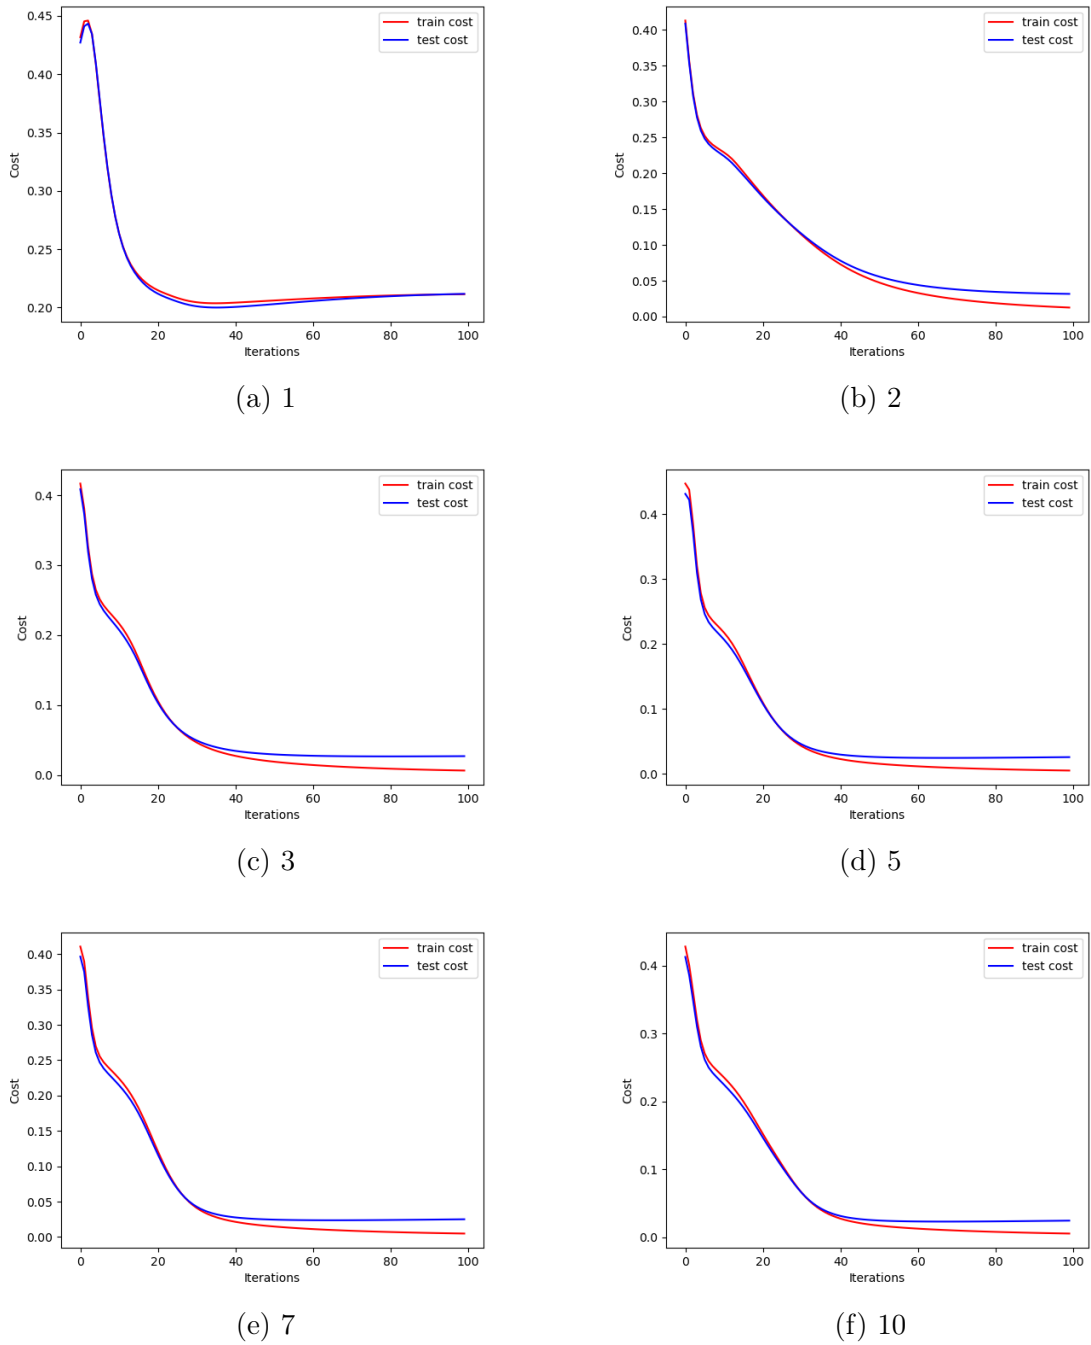 0.45
0.40
0.35
0.30
0.25
0.20
Cost
train cost
test cost
0 20 40 60 80 100
Iterations
(a) 1
0.40
0.35
0.30
0.25
0.20
0.15
0.10
0.05
0.00
Cost
train cost
test cost
0 20 40 60 80 100
Iterations
(b) 2
0.4
0.3
0.2
0.1
0.0
Cost
train cost
test cost
0 20 40 60 80 100
Iterations
(c) 3
0.4
0.3
0.2
0.1
0.0
Cost
train cost
test cost
0 20 40 60 80 100
Iterations
(d) 5
0.40
0.35
0.30
0.25
0.20
0.15
0.10
0.05
0.00
Cost
train cost
test cost
0 20 40 60 80 100
Iterations
(e) 7
0.4
0.3
0.2
0.1
0.0
Cost
train cost
test cost
0 20 40 60 80 100
Iterations
(f) 10